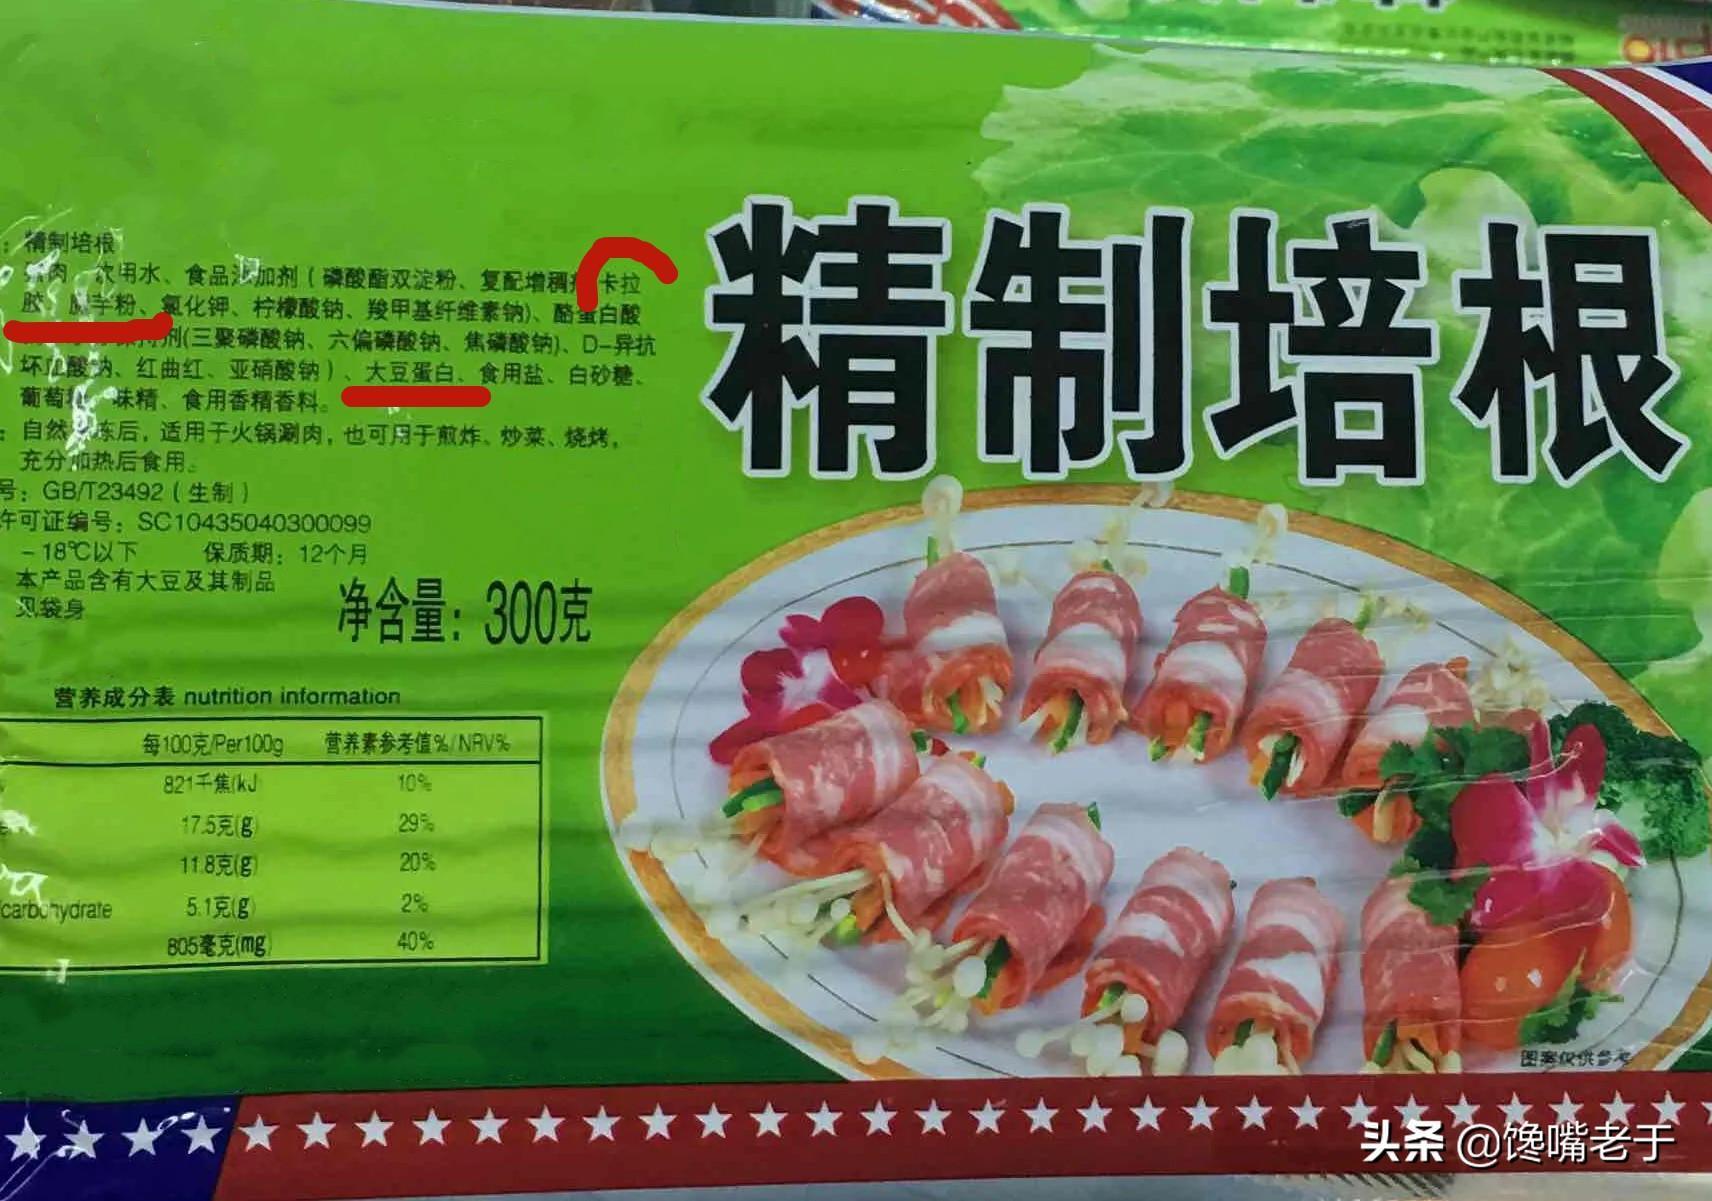 ：精制培根
肉、饮用水、食品添加剂（磷酸酯双淀粉、复配增稠剂（卡拉
胶、魔芋粉、氯化钾、柠檬酸钠、羧甲基纤维素钠)、酪蛋白酸
剂(三聚磷酸钠、六偏磷酸钠、焦磷酸钠)、D-异抗
坏血酸钠、红曲红、亚硝酸钠）、大豆蛋白、食用盐、白砂糖、
葡萄糖、味精、食用香精香料。
：自然解冻后，适用于火锅涮肉，也可用于煎炸、炒菜、烧烤，
充分加热后食用。
号：GB/T23492（生制）
许可证编号：SC10435040300099
-18℃以下 保质期：12个月
本产品含有大豆及其制品
见袋身
净含量：300克
精制培根
营养成分表 nutrition information
每100克/Per100g 营养素参考值%/NRV%
821千焦(kJ) 10%
17.5克(g) 29%
11.8克(g) 20%
carbohydrate 5.1克(g) 2%
805毫克(mg) 40%
图案仅供参考
头条 @馋嘴老于